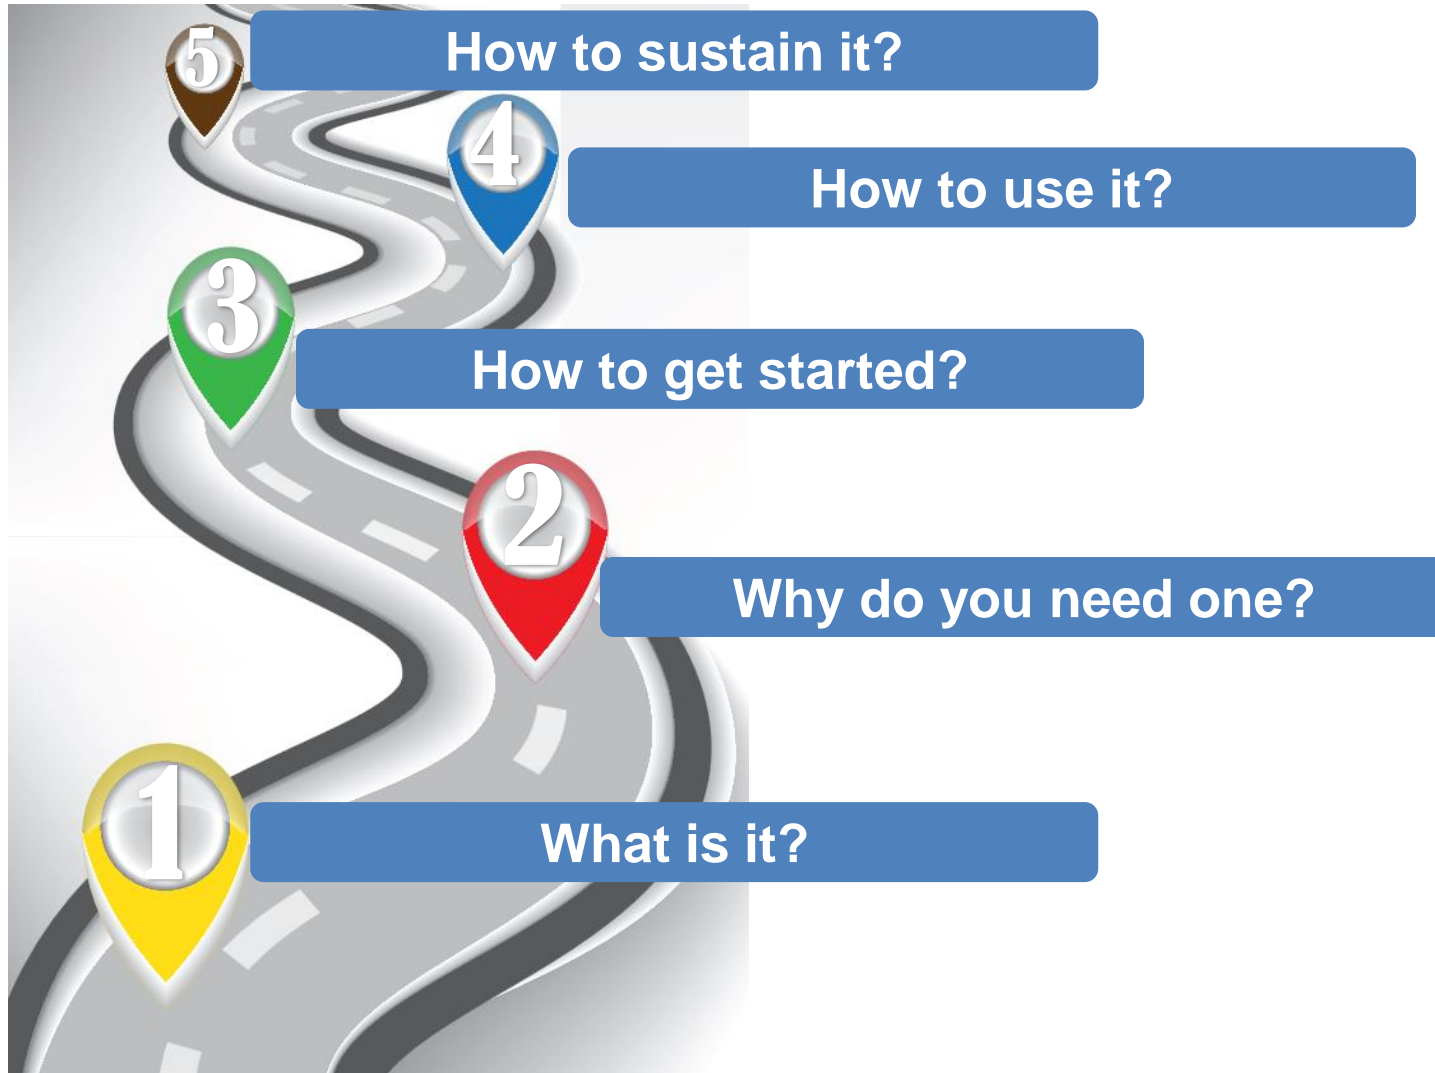 5
How to sustain it?
4
How to use it?
3
How to get started?
2
Why do you need one?
1
What is it?